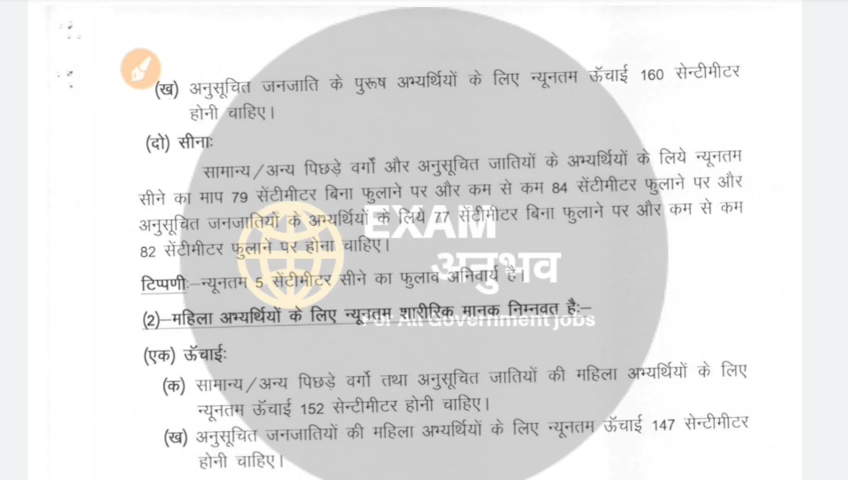 (ख) अनुसूचित जनजाति के पुरूष अभ्यर्थियों के लिए न्यूनतम ऊॅचाई 160 सेन्टीमीटर
होनी चाहिए।
(दो) सीनाः
सामान्य/अन्य पिछड़े वर्गों और अनुसूचित जातियों के अभ्यर्थियों के लिये न्यूनतम
सीने का माप 79 सेंटीमीटर बिना फुलाने पर और कम से कम 84 सेंटीमीटर फुलाने पर और
अनुसूचित जनजातियों के अभ्यर्थियों के लिये 77 सेंटीमीटर बिना फुलाने पर और कम से कम
82 सेंटीमीटर फुलाने पर होना चाहिए।
EXAM
अनुभव
टिप्पणीः–न्यूनतम 5 सेंटीमीटर सीने का फुलाव अनिवार्य है।
(2)–महिला अभ्यर्थियों के लिए न्यूनतम शारीरिक मानक निम्नवत हैः–
For All Government jobs
(एक) ऊॅचाईः
(क) सामान्य/अन्य पिछड़े वर्गो तथा अनुसूचित जातियों की महिला अभ्यर्थियों के लिए
न्यूनतम ऊॅचाई 152 सेन्टीमीटर होनी चाहिए।
(ख) अनुसूचित जनजातियों की महिला अभ्यर्थियों के लिए न्यूनतम ऊॅचाई 147 सेन्टीमीटर
होनी चाहिए।